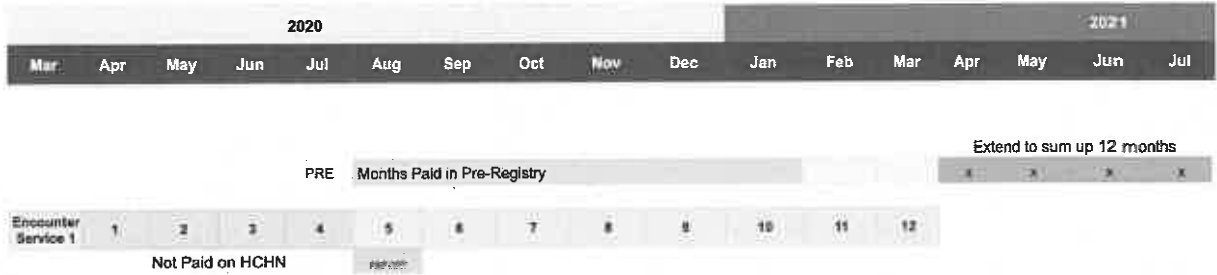 2020 2021
Mar Apr May Jun Jul Aug Sep Oct Nov Dec Jan Feb Mar Apr May Jun Jul
Extend to sum up 12 months
PRE Months Paid in Pre-Registry x x x x
Encounter
Service 1 1 2 3 4 5 6 7 8 9 10 11 12
Not Paid on HCHN